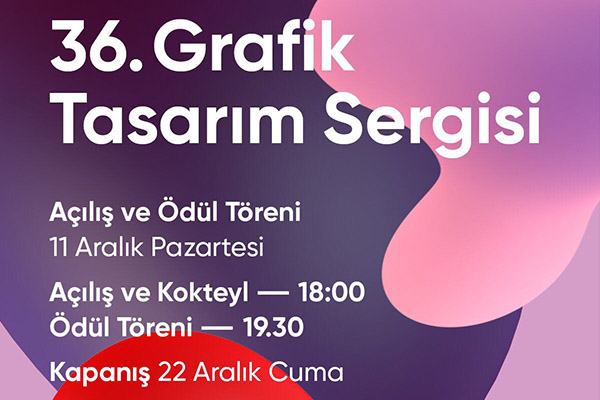 36. Grafik
Tasarım Sergisi
Açılış ve Ödül Töreni
11 Aralık Pazartesi
Açılış ve Kokteyl — 18:00
Ödül Töreni — 19.30
Kapanış 22 Aralık Cuma